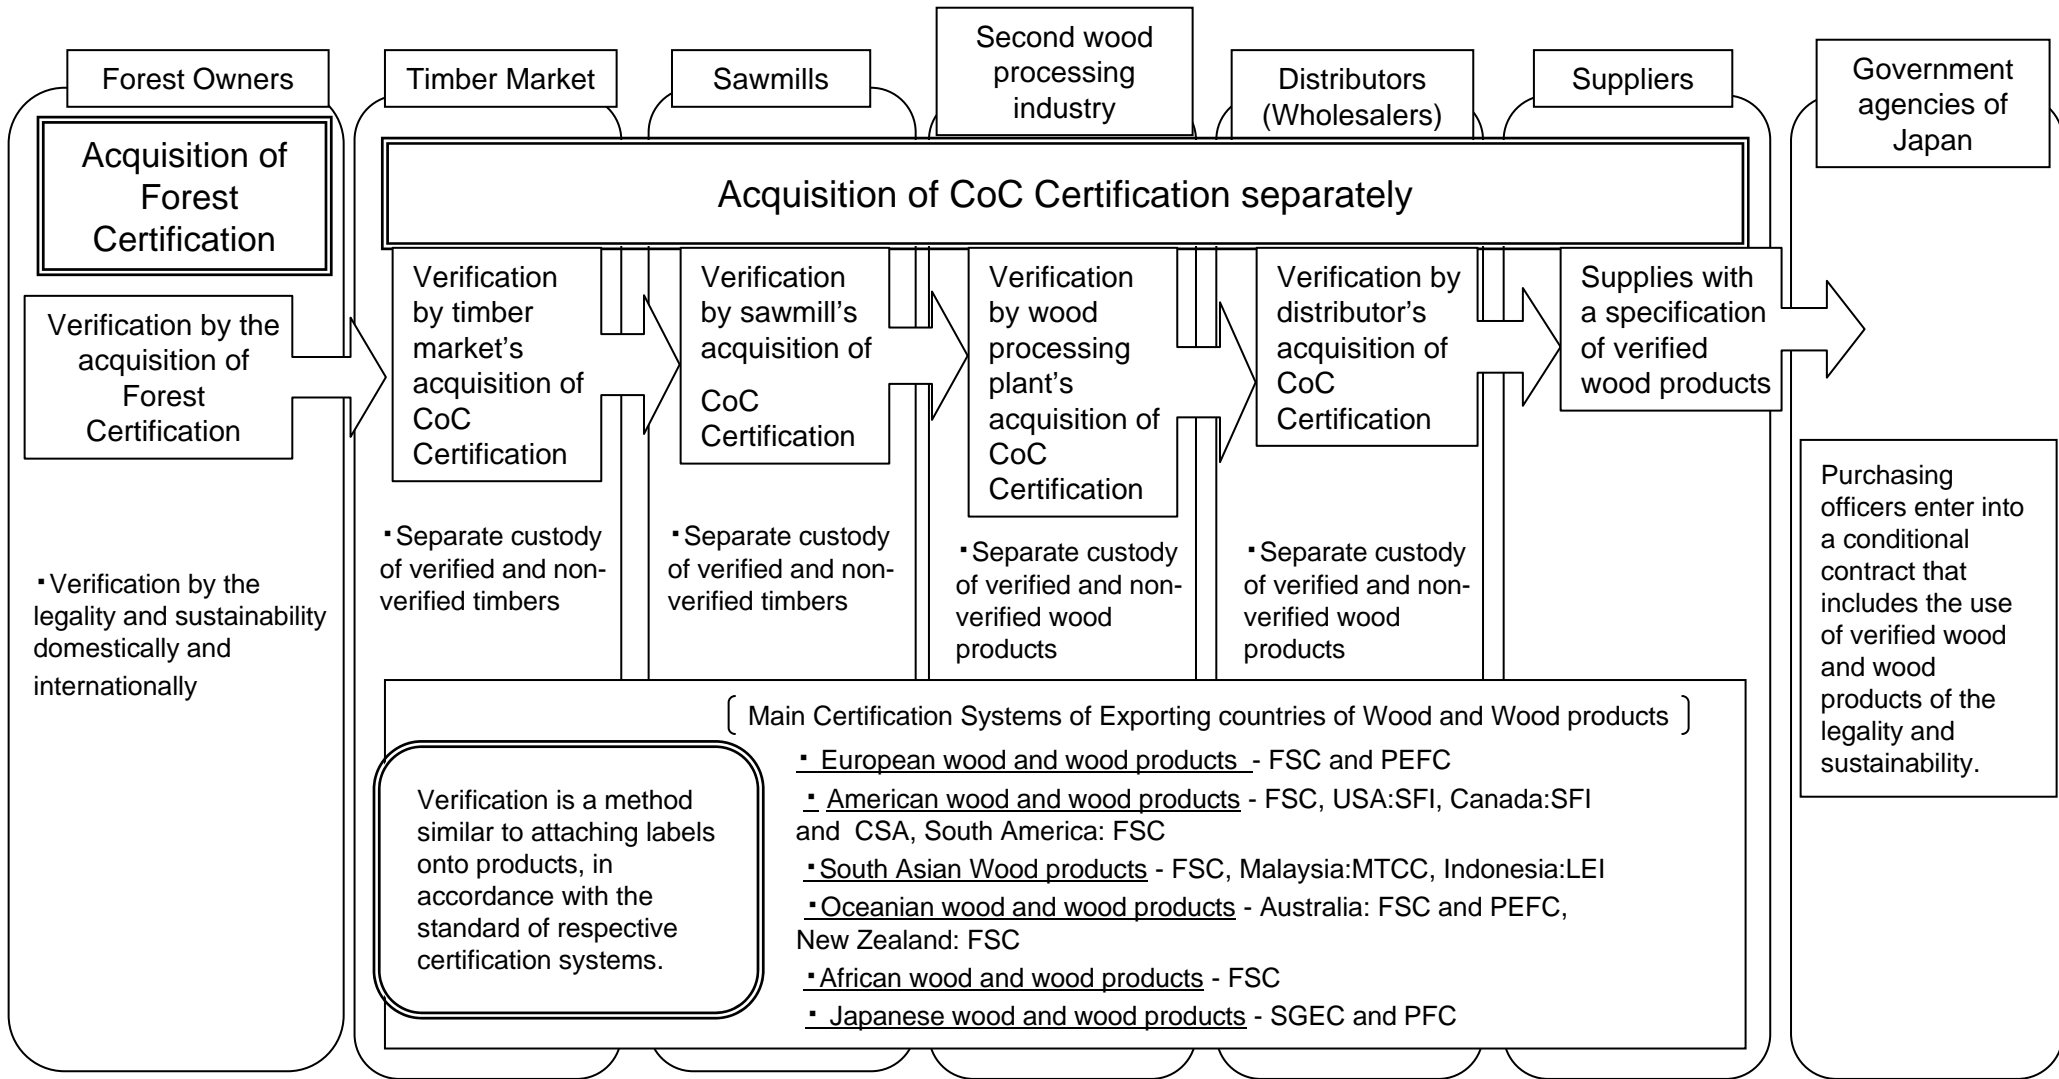 Forest Owners
Timber Market
Sawmills
Second wood
processing
industry
Distributors
(Wholesalers)
Suppliers
Government
agencies of
Japan
Acquisition of
Forest
Certification
Acquisition of CoC Certification separately
Verification by the
acquisition of
Forest
Certification
Verification
by timber
market’s
acquisition of
CoC
Certification
Verification
by sawmill’s
acquisition of
CoC
Certification
Verification
by wood
processing
plant’s
acquisition of
CoC
Certification
Verification by
distributor’s
acquisition of
CoC
Certification
Supplies with
a specification
of verified
wood products
・Verification by the
legality and sustainability
domestically and
internationally
・Separate custody
of verified and non-
verified timbers
・Separate custody
of verified and non-
verified timbers
・Separate custody
of verified and non-
verified wood
products
・Separate custody
of verified and non-
verified wood
products
Purchasing
officers enter into
a conditional
contract that
includes the use
of verified wood
and wood
products of the
legality and
sustainability.
Verification is a method
similar to attaching labels
onto products, in
accordance with the
standard of respective
certification systems.
〔 Main Certification Systems of Exporting countries of Wood and Wood products 〕
・ European wood and wood products - FSC and PEFC
・ American wood and wood products - FSC, USA:SFI, Canada:SFI
and CSA, South America: FSC
・South Asian Wood products - FSC, Malaysia:MTCC, Indonesia:LEI
・Oceanian wood and wood products - Australia: FSC and PEFC,
New Zealand: FSC
・African wood and wood products - FSC
・ Japanese wood and wood products - SGEC and PFC